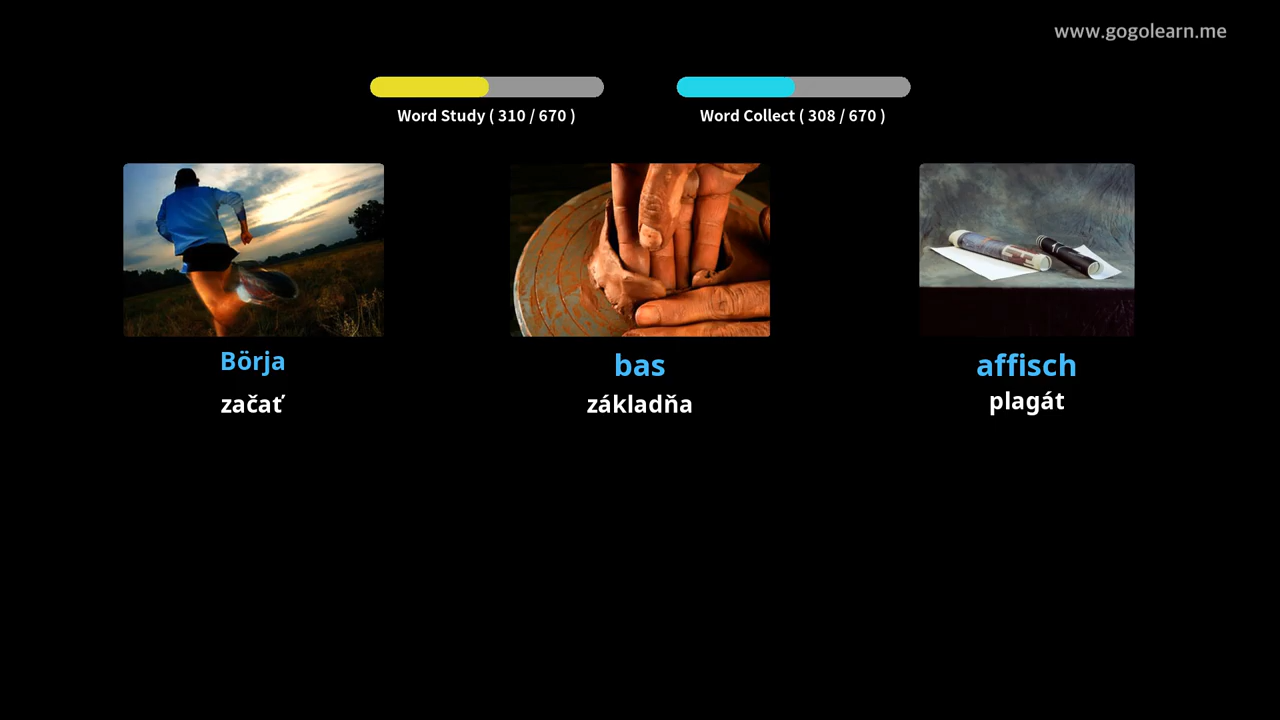 www.gogolearn.me
Word Study ( 310 / 670 )
Word Collect ( 308 / 670 )
Börja
začať
bas
základňa
affisch
plagát